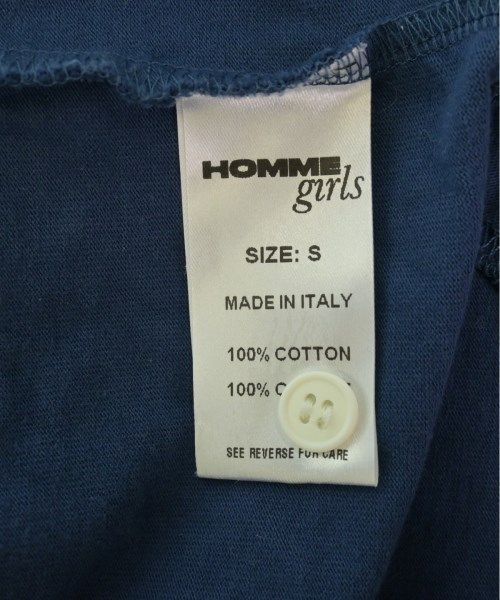 HOMME
girls
SIZE: S
MADE IN ITALY
100% COTTON
100%
SEE REVERSE FOR CARE